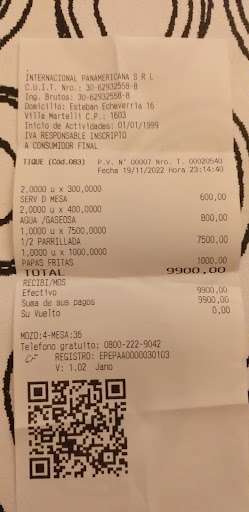 INTERNACIONAL PANAMERICANA S R L
C.U.I.T. Nro.: 30-62932558-8
Ing. Brutos: 30-62932558-8
Domicilio: Esteban Echeverria 16
Villa Martelli C.P.: 1603
Inicio de Actividades: 01/01/1999
IVA RESPONSABLE INSCRIPTO
A CONSUMIDOR FINAL
TIQUE (Cod.083) P.V. N° 00007 Nro. T. 00020540
Fecha 19/11/2022 Hora 23:14:40
2,0000 u x 300,0000
SERV D MESA 600,00
2,0000 u x 400,0000
AGUA /GASEOSA 800,00
1,0000 u x 7500,0000
1/2 PARRILLADA 7500,00
1,0000 u x 1000,0000
PAPAS FRITAS 1000,00
TOTAL 9900,00
RECIBI/MOS
Efectivo 9900,00
Suma de sus pagos 9900,00
Su Vuelto 0,00
MOZO:4-MESA:36
Telefono gratuito: 0800-222-9042
CF REGISTRO: EPEPAA0000030103
V: 1.02 Jano